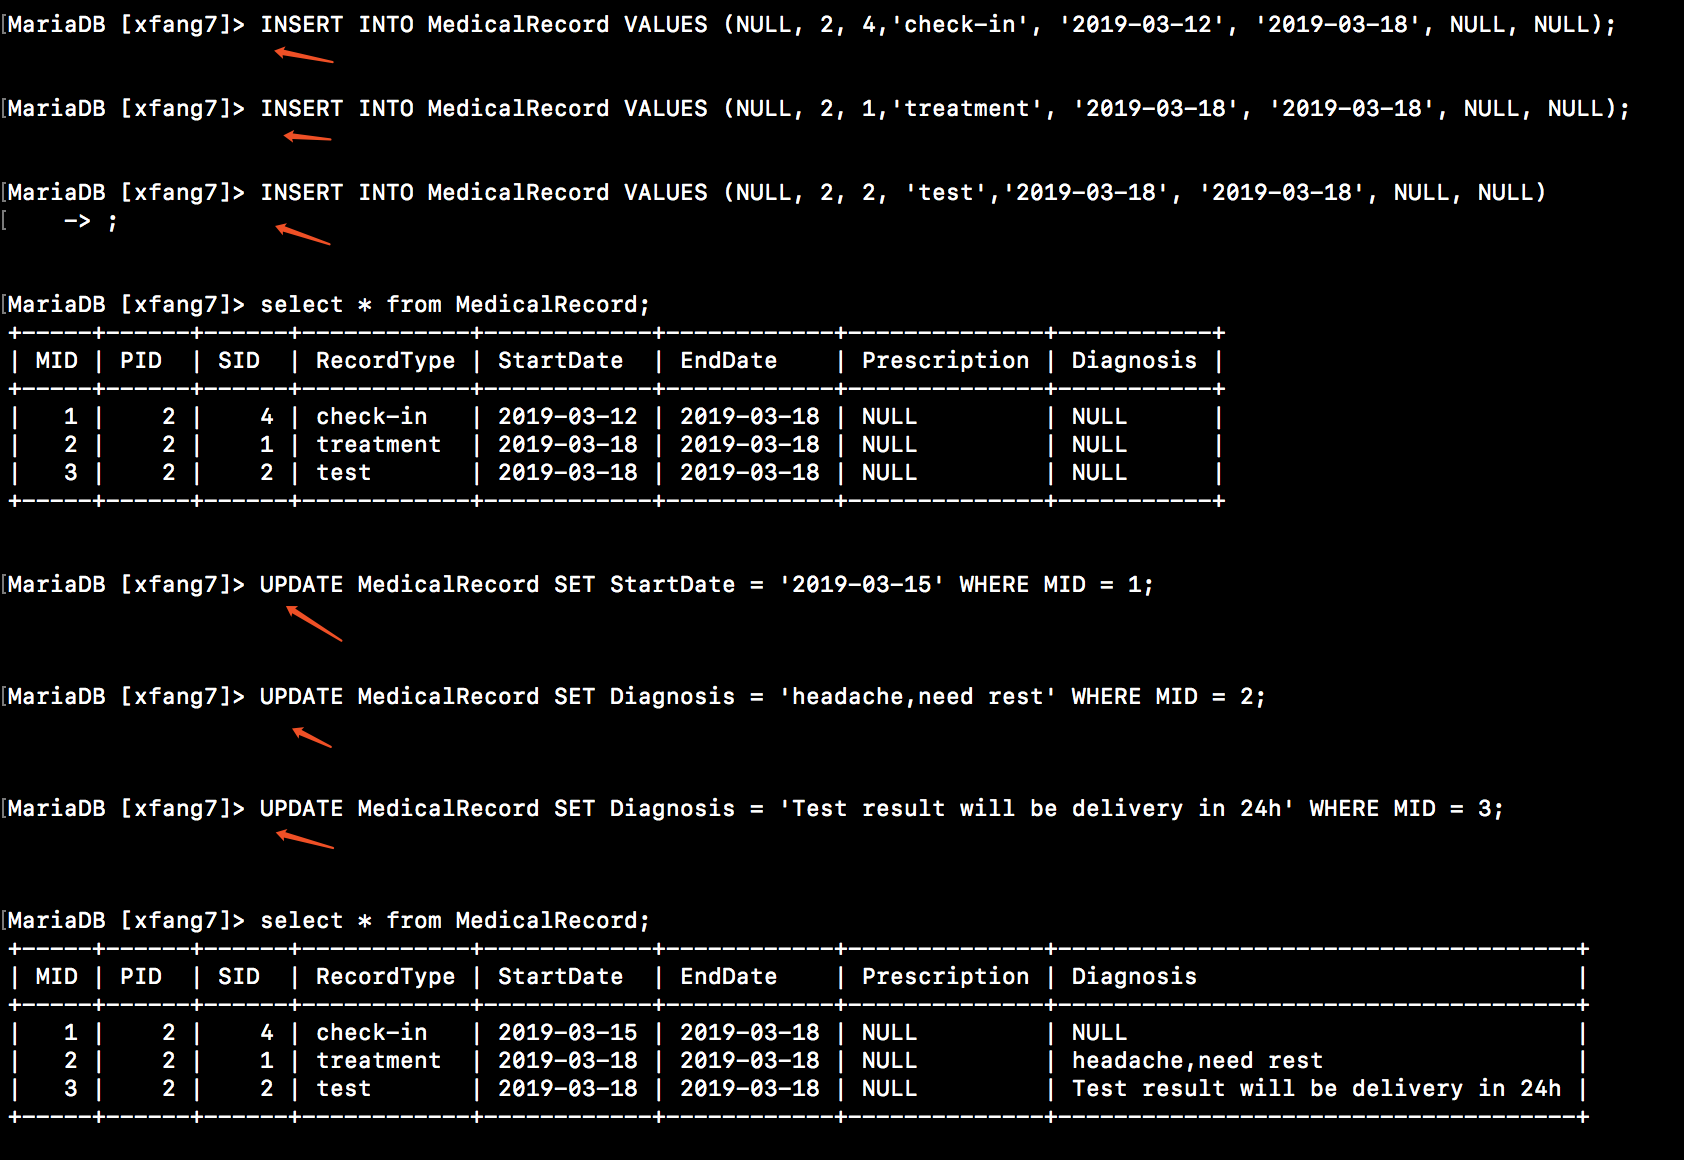 [MariaDB [xfang7]> INSERT INTO MedicalRecord VALUES (NULL, 2, 4,'check-in', '2019-03-12', '2019-03-18', NULL, NULL);
[MariaDB [xfang7]> INSERT INTO MedicalRecord VALUES (NULL, 2, 1,'treatment', '2019-03-18', '2019-03-18', NULL, NULL);
[MariaDB [xfang7]> INSERT INTO MedicalRecord VALUES (NULL, 2, 2, 'test','2019-03-18', '2019-03-18', NULL, NULL)
[    -> ;
[MariaDB [xfang7]> select * from MedicalRecord;
+-----+------+------+------------+------------+------------+--------------+-----------+
| MID | PID  | SID  | RecordType | StartDate  | EndDate    | Prescription | Diagnosis |
+-----+------+------+------------+------------+------------+--------------+-----------+
|   1 |    2 |    4 | check-in   | 2019-03-12 | 2019-03-18 | NULL         | NULL      |
|   2 |    2 |    1 | treatment  | 2019-03-18 | 2019-03-18 | NULL         | NULL      |
|   3 |    2 |    2 | test       | 2019-03-18 | 2019-03-18 | NULL         | NULL      |
+-----+------+------+------------+------------+------------+--------------+-----------+
[MariaDB [xfang7]> UPDATE MedicalRecord SET StartDate = '2019-03-15' WHERE MID = 1;
[MariaDB [xfang7]> UPDATE MedicalRecord SET Diagnosis = 'headache,need rest' WHERE MID = 2;
[MariaDB [xfang7]> UPDATE MedicalRecord SET Diagnosis = 'Test result will be delivery in 24h' WHERE MID = 3;
[MariaDB [xfang7]> select * from MedicalRecord;
+-----+------+------+------------+------------+------------+--------------+-------------------------------------+
| MID | PID  | SID  | RecordType | StartDate  | EndDate    | Prescription | Diagnosis                           |
+-----+------+------+------------+------------+------------+--------------+-------------------------------------+
|   1 |    2 |    4 | check-in   | 2019-03-15 | 2019-03-18 | NULL         | NULL                                |
|   2 |    2 |    1 | treatment  | 2019-03-18 | 2019-03-18 | NULL         | headache,need rest                  |
|   3 |    2 |    2 | test       | 2019-03-18 | 2019-03-18 | NULL         | Test result will be delivery in 24h |
+-----+------+------+------------+------------+------------+--------------+-------------------------------------+